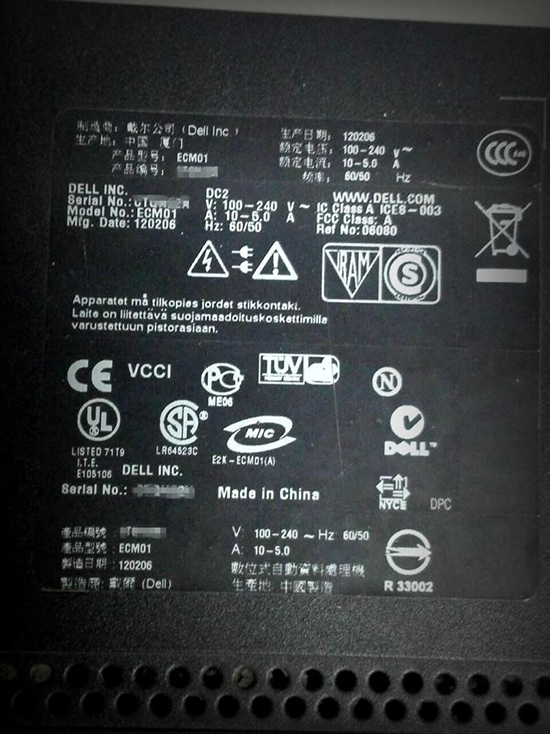 制造商: 戴尔公司 (Dell Inc )
生产地: 中国 厦门
产品型号: ECM01
产品编号:
生产日期: 120206
额定电压: 100-240 V~
额定电流: 10-5.0 A
频率: 60/50 Hz
CCC
DELL INC.
Serial No.:
Model No.: ECM01
Mfg. Date: 120206
DC2
V: 100-240 V~
A: 10-5.0 A
Hz: 60/50
WWW.DELL.COM
IC Class A ICES-003
FCC Class: A
Ref No: 06080
VRAM S
Apparatet må tilkoples jordet stikkontakt.
Laite on liitettävä suojamaadoituskoskettimilla
varustettuun pistorasiaan.
CE VCCI
ME06
TÜV
N
UL
LISTED 71T9
I.T.E.
E105106
SA
LR64523C
MIC
E2K-ECM01(A)
DELL™
DELL INC.
Serial No.:
Made in China
NYCE
DPC
產品編號:
產品型號: ECM01
製造日期: 120206
製造商: 戴爾 (Dell)
V: 100-240 ~ Hz 60/50
A: 10-5.0
數位式自動資料處理機
生產地: 中國製造
R 33002